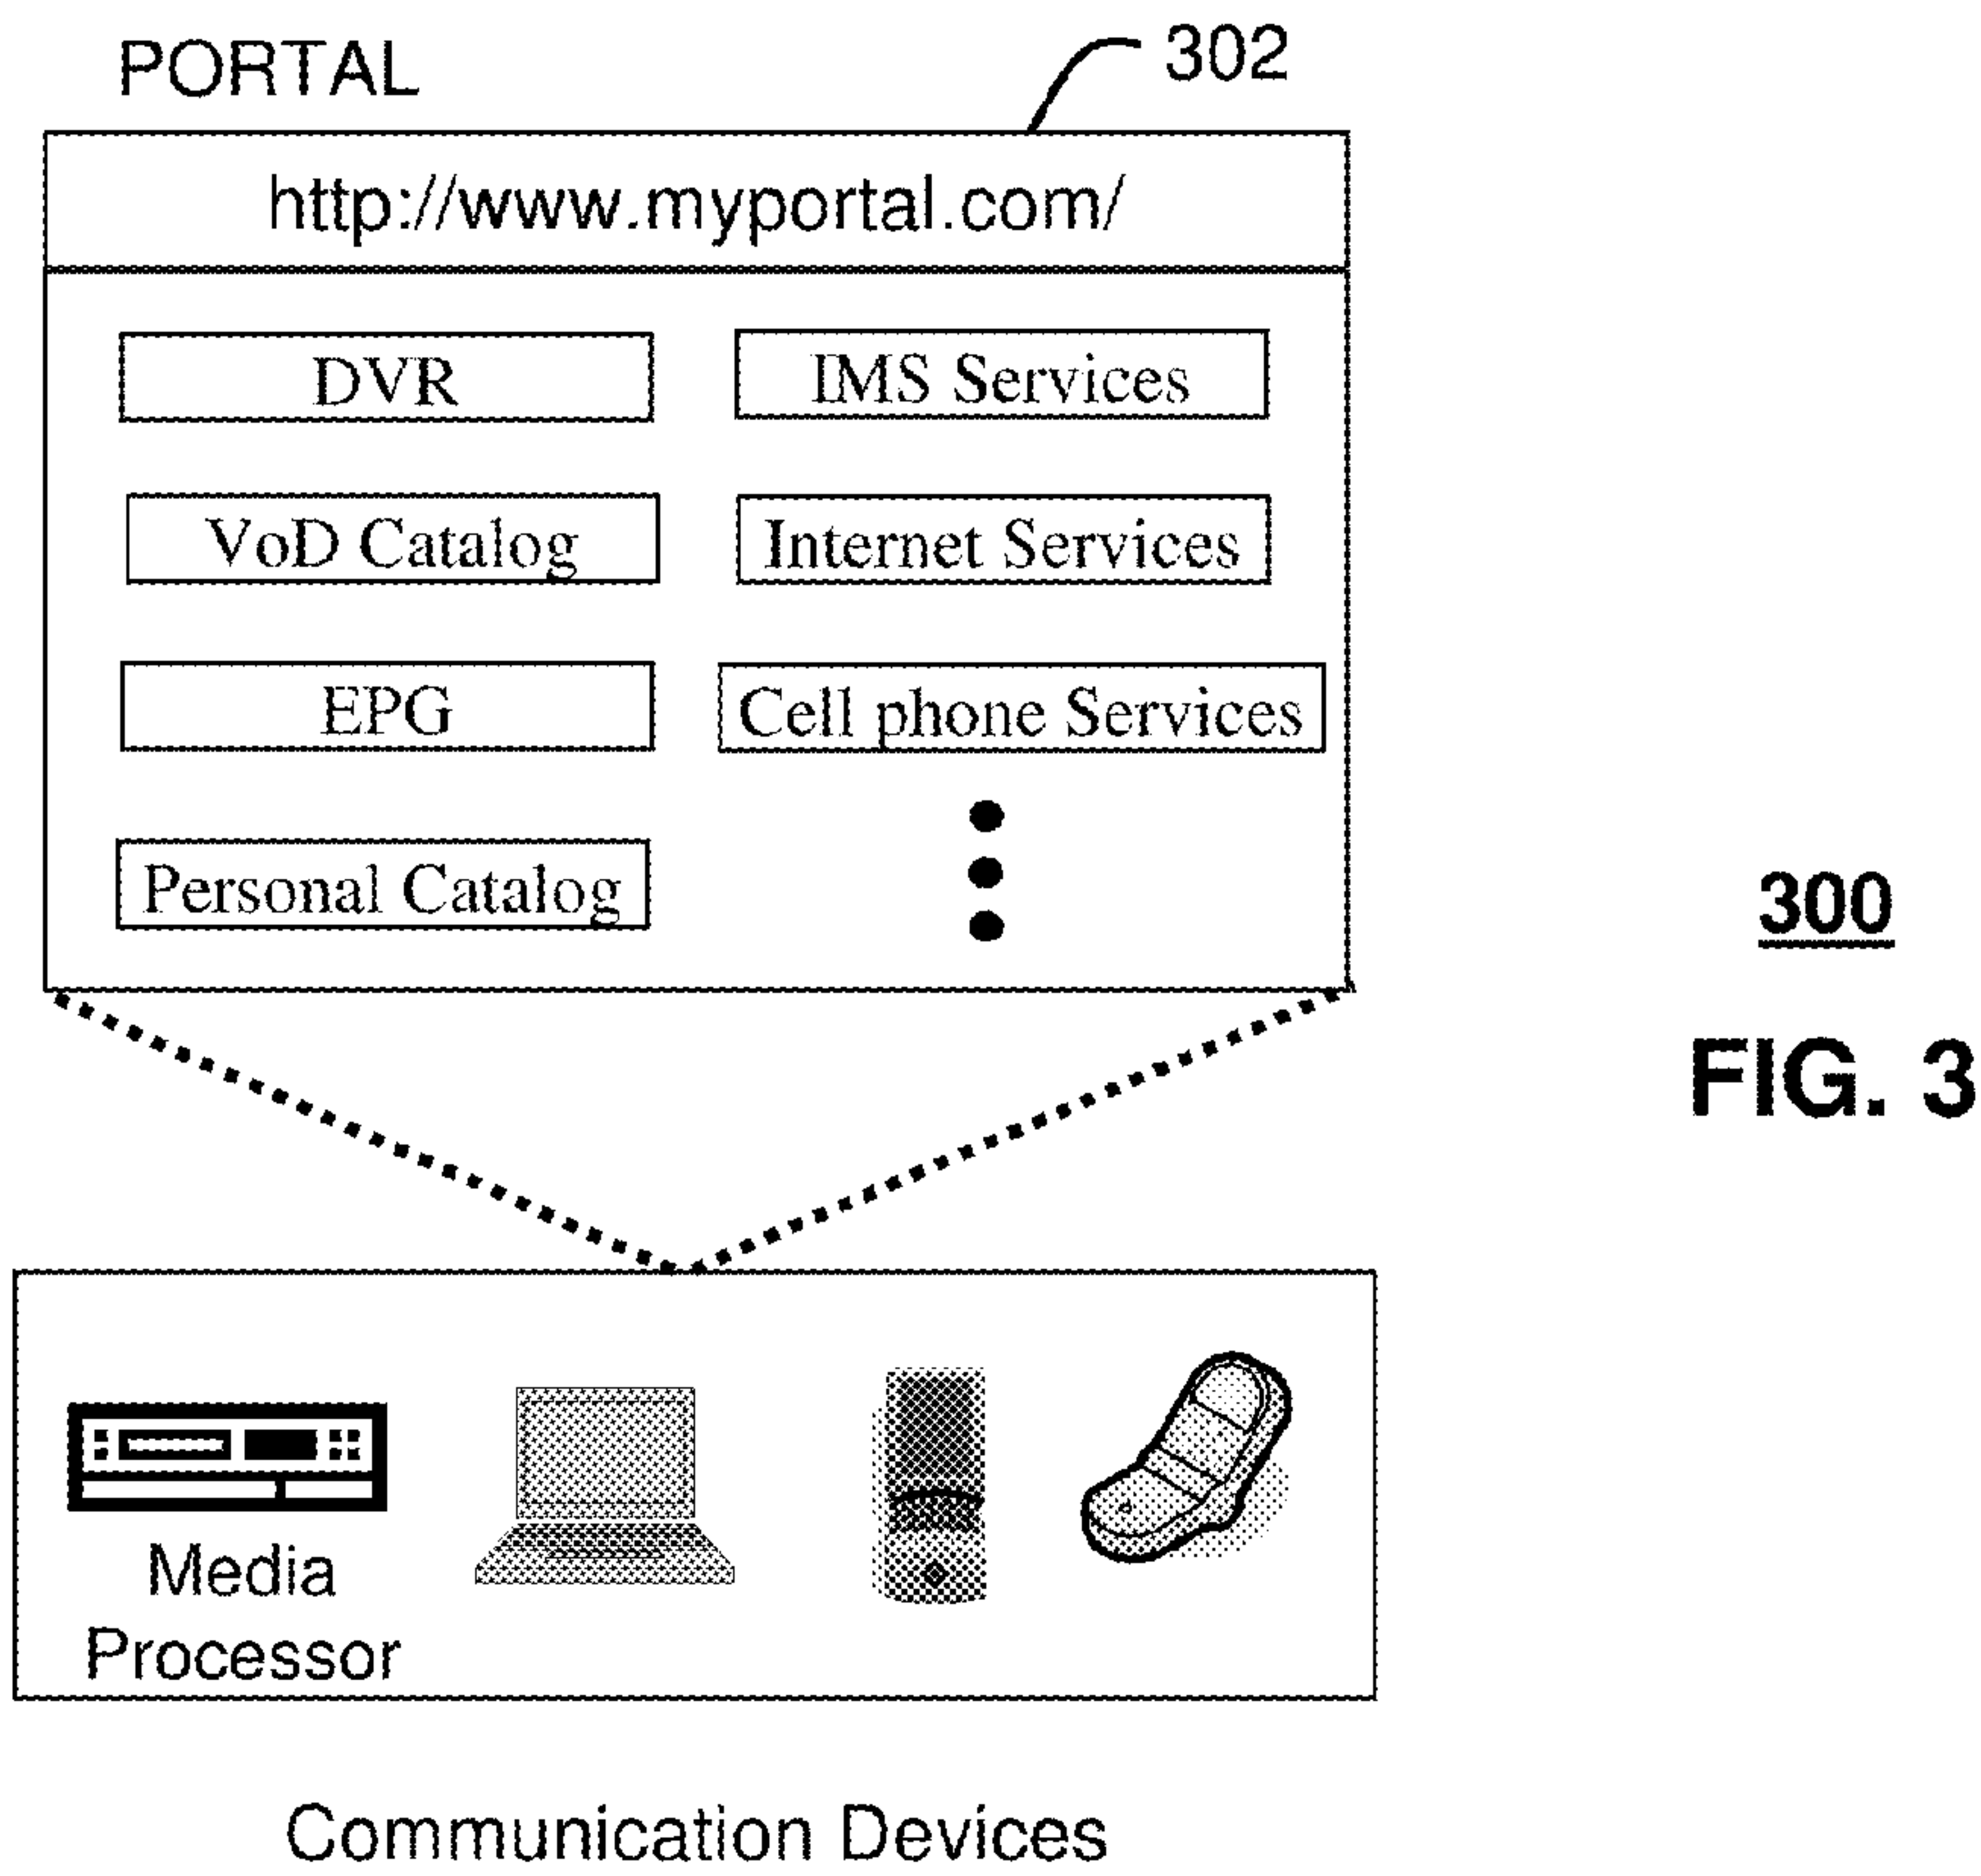 PORTAL
302
http://www.myportal.com/
DVR
IMS Services
VoD Catalog
Internet Services
EPG
Cell phone Services
Personal Catalog
300
FIG. 3
Media
Processor
Communication Devices